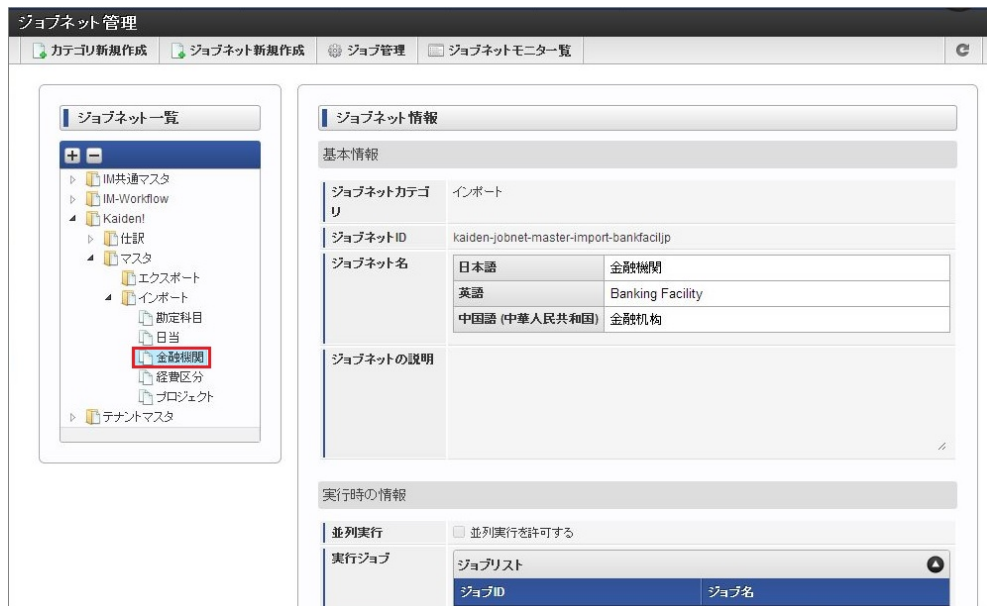 ジョブネット管理
カテゴリ新規作成 ジョブネット新規作成 ジョブ管理 ジョブネットモニター覧
ジョブネット一覧
IM共通マスタ
IM-Workflow
Kaiden!
仕訳
マスタ
エクスポート
インポート
勘定科目
日当
金融機関
経費区分
プロジェクト
テナントマスタ
ジョブネット情報
基本情報
ジョブネットカテゴリ インポート
ジョブネットID kaiden-jobnet-master-import-bankfaciljp
ジョブネット名
日本語 金融機関
英語 Banking Facility
中国語 (中華人民共和国) 金融机构
ジョブネットの説明
実行時の情報
並列実行 並列実行を許可する
実行ジョブ
ジョブリスト
ジョブID ジョブ名